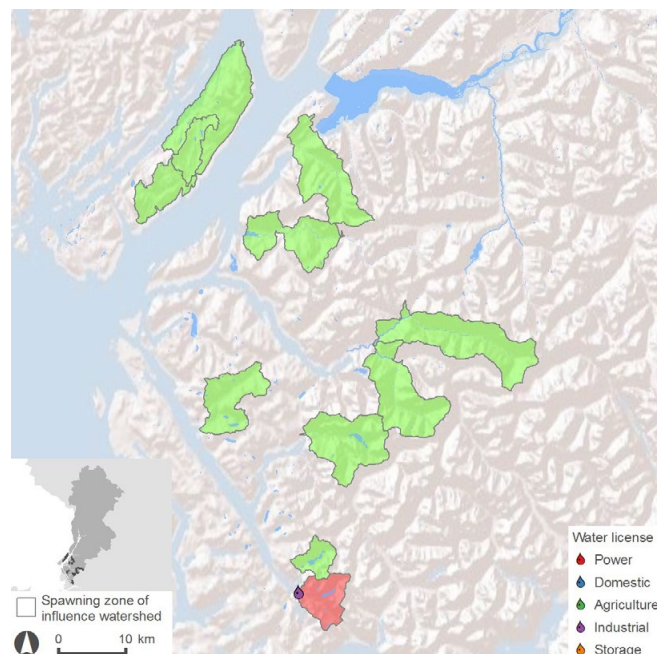 Water license
Power
Domestic
Agriculture
Industrial
Storage
Spawning zone of
influence watershed
0 10 km